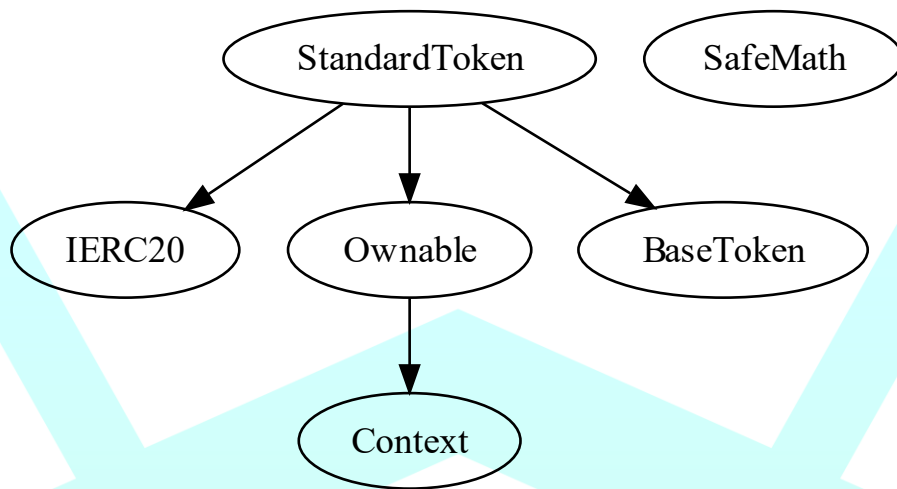 StandardToken
SafeMath
IERC20
Ownable
BaseToken
Context